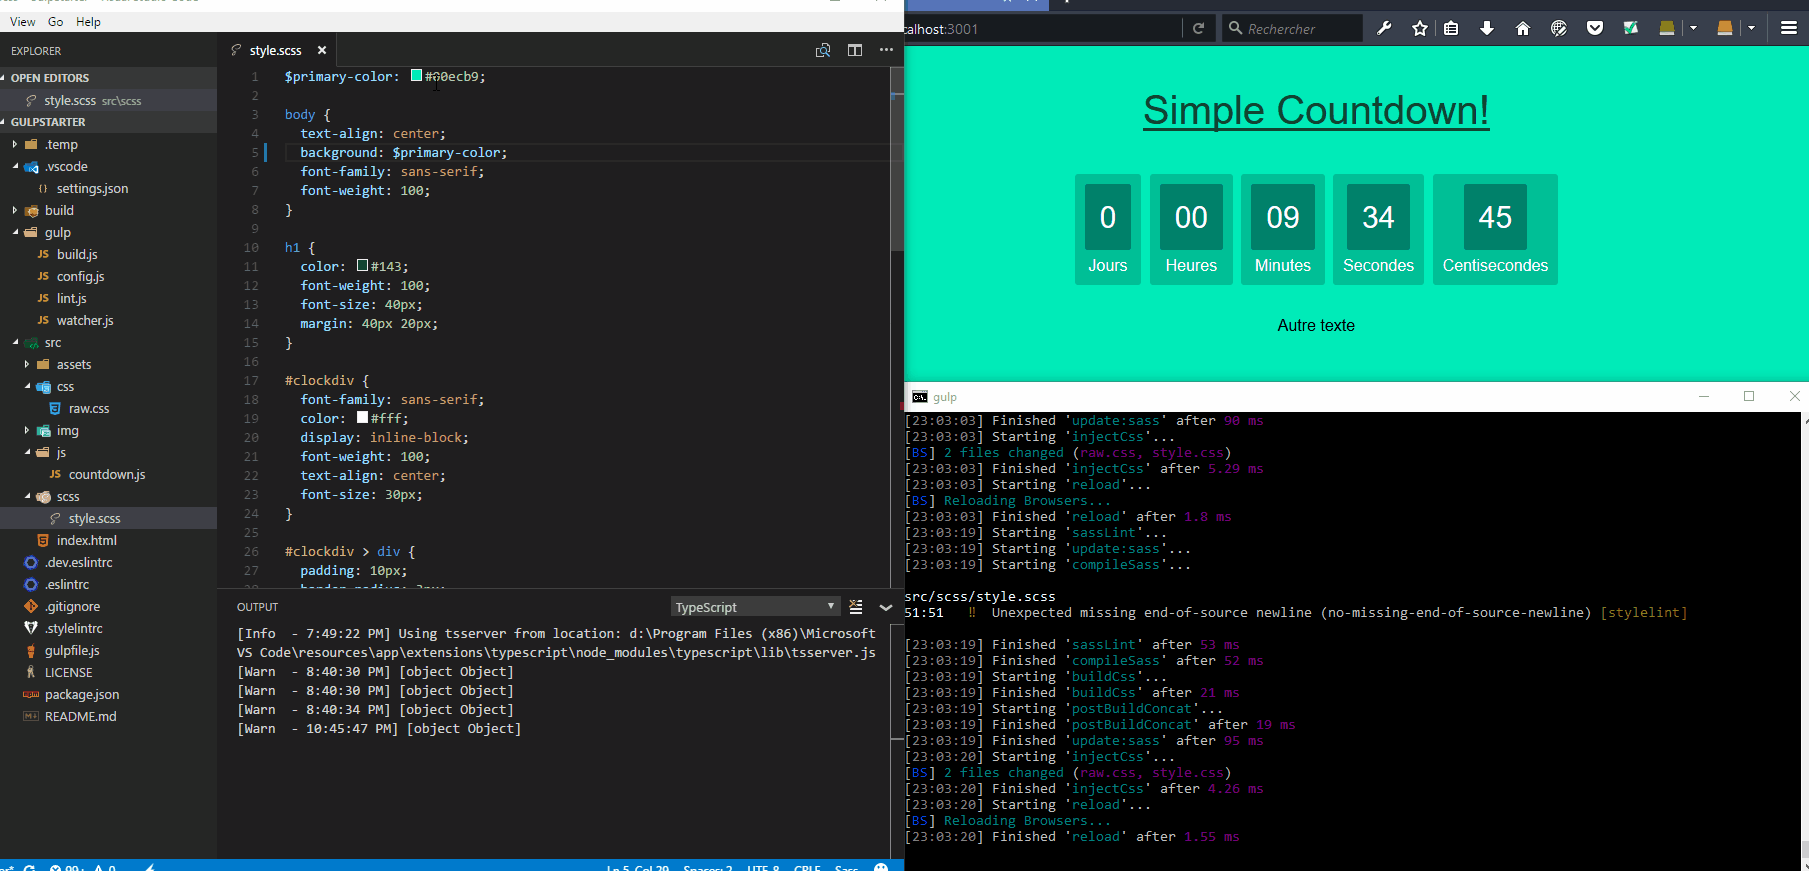 View Go Help
EXPLORER
OPEN EDITORS
style.scss src\scss
GULPSTARTER
.temp
.vscode
settings.json
build
gulp
JS build.js
JS config.js
JS lint.js
JS watcher.js
src
assets
css
raw.css
img
js
JS countdown.js
scss
style.scss
index.html
.dev.eslintrc
.eslintrc
.gitignore
.stylelintrc
gulpfile.js
LICENSE
package.json
README.md
style.scss
1 $primary-color: #00ecb9;
2
3 body {
4 text-align: center;
5 background: $primary-color;
6 font-family: sans-serif;
7 font-weight: 100;
8 }
9
10 h1 {
11 color: #143;
12 font-weight: 100;
13 font-size: 40px;
14 margin: 40px 20px;
15 }
16
17 #clockdiv {
18 font-family: sans-serif;
19 color: #fff;
20 display: inline-block;
21 font-weight: 100;
22 text-align: center;
23 font-size: 30px;
24 }
25
26 #clockdiv > div {
27 padding: 10px;
OUTPUT
TypeScript
[Info - 7:49:22 PM] Using tsserver from location: d:\Program Files (x86)\Microsoft
VS Code\resources\app\extensions\typescript\node_modules\typescript\lib\tsserver.js
[Warn - 8:40:30 PM] [object Object]
[Warn - 8:40:30 PM] [object Object]
[Warn - 8:40:34 PM] [object Object]
[Warn - 10:45:47 PM] [object Object]
calhost:3001
Rechercher
Simple Countdown!
0 00 09 34 45
Jours Heures Minutes Secondes Centisecondes
Autre texte
gulp
[23:03:03] Finished 'update:sass' after 90 ms
[23:03:03] Starting 'injectCss'...
[BS] 2 files changed (raw.css, style.css)
[23:03:03] Finished 'injectCss' after 5.29 ms
[23:03:03] Starting 'reload'...
[BS] Reloading Browsers...
[23:03:03] Finished 'reload' after 1.8 ms
[23:03:19] Starting 'sassLint'...
[23:03:19] Starting 'update:sass'...
[23:03:19] Starting 'compileSass'...
src/scss/style.scss
51:51 ‼ Unexpected missing end-of-source newline (no-missing-end-of-source-newline) [stylelint]
[23:03:19] Finished 'sassLint' after 53 ms
[23:03:19] Finished 'compileSass' after 52 ms
[23:03:19] Starting 'buildCss'...
[23:03:19] Finished 'buildCss' after 21 ms
[23:03:19] Starting 'postBuildConcat'...
[23:03:19] Finished 'postBuildConcat' after 19 ms
[23:03:19] Finished 'update:sass' after 95 ms
[23:03:20] Starting 'injectCss'...
[BS] 2 files changed (raw.css, style.css)
[23:03:20] Finished 'injectCss' after 4.26 ms
[23:03:20] Starting 'reload'...
[BS] Reloading Browsers...
[23:03:20] Finished 'reload' after 1.55 ms